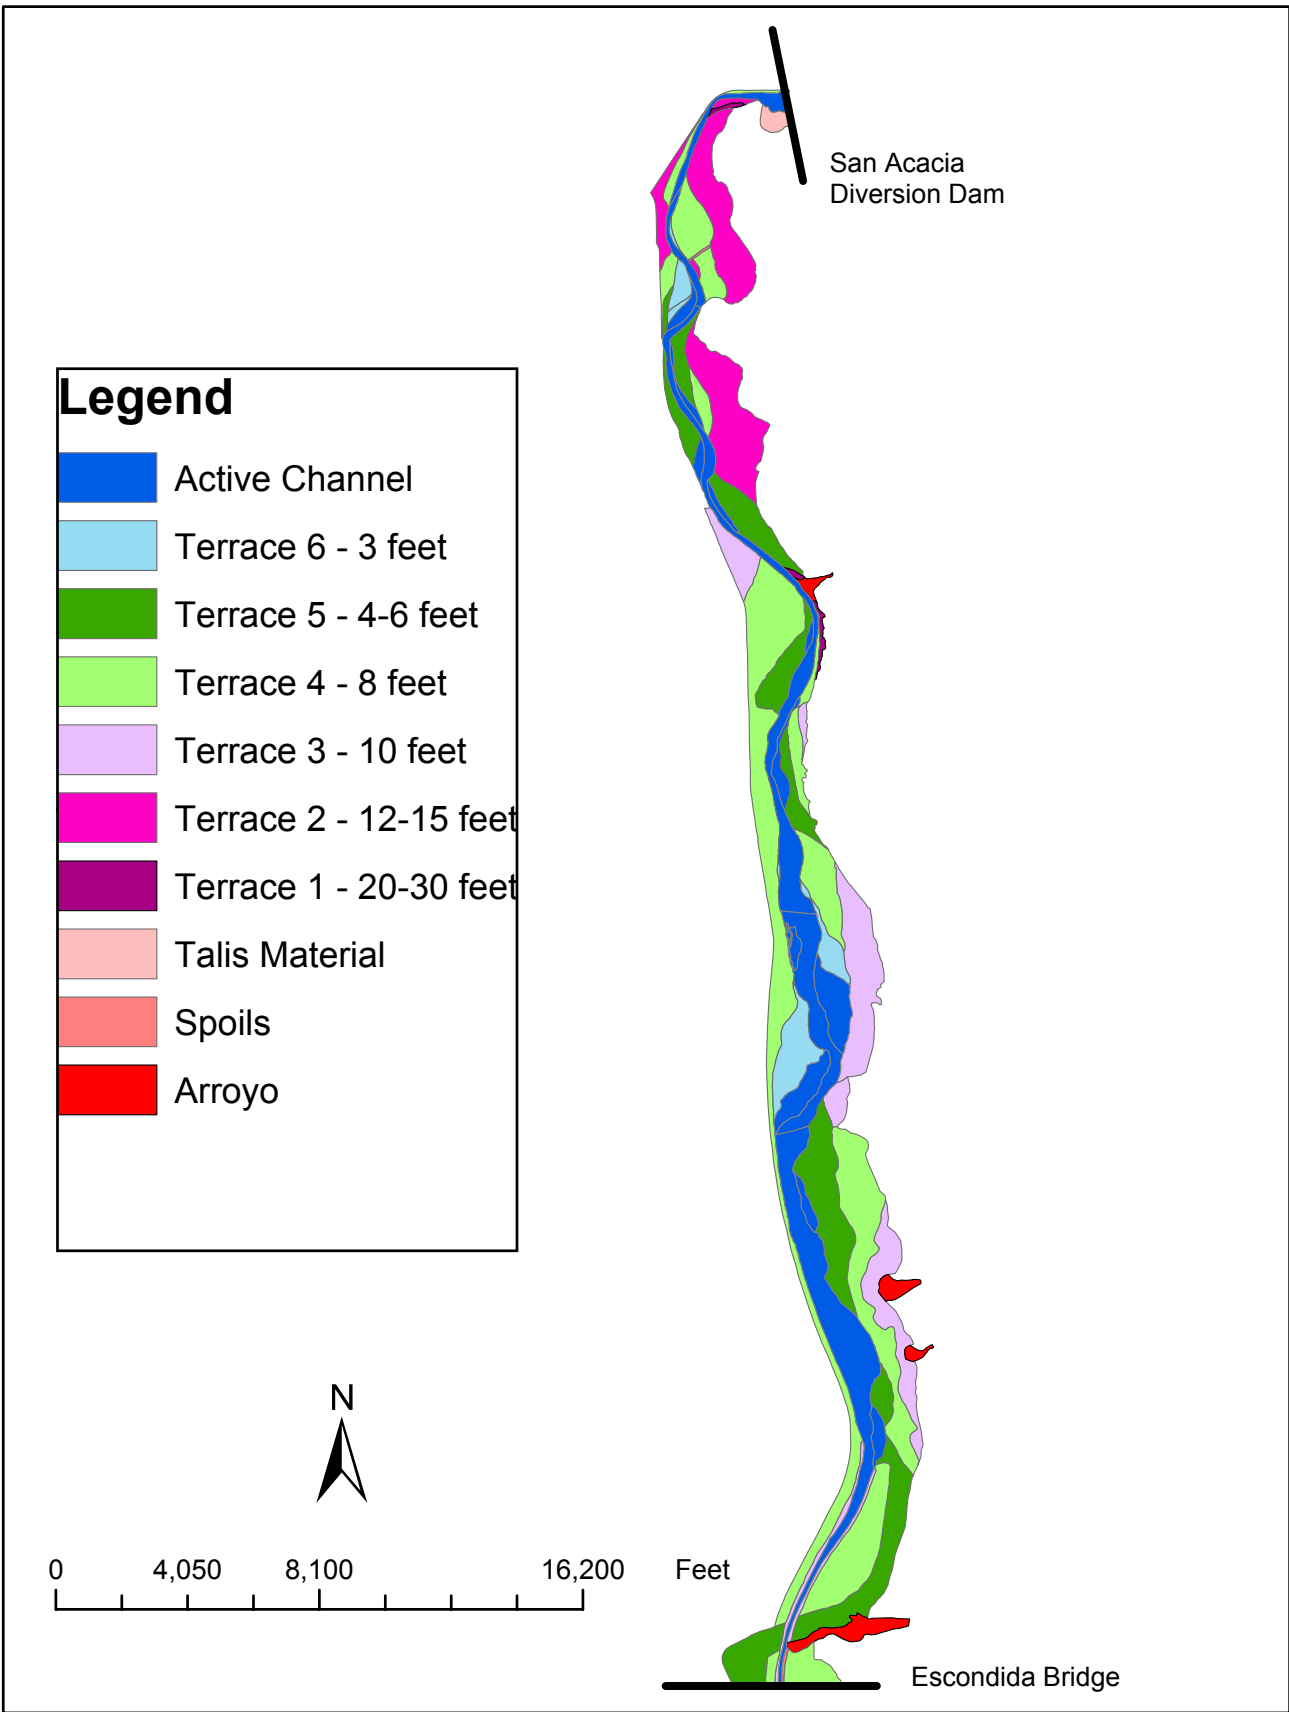 San Acacia
Diversion Dam
Legend
Active Channel
Terrace 6 - 3 feet
Terrace 5 - 4-6 feet
Terrace 4 - 8 feet
Terrace 3 - 10 feet
Terrace 2 - 12-15 feet
Terrace 1 - 20-30 feet
Talis Material
Spoils
Arroyo
N
0 4,050 8,100 16,200 Feet
Escondida Bridge